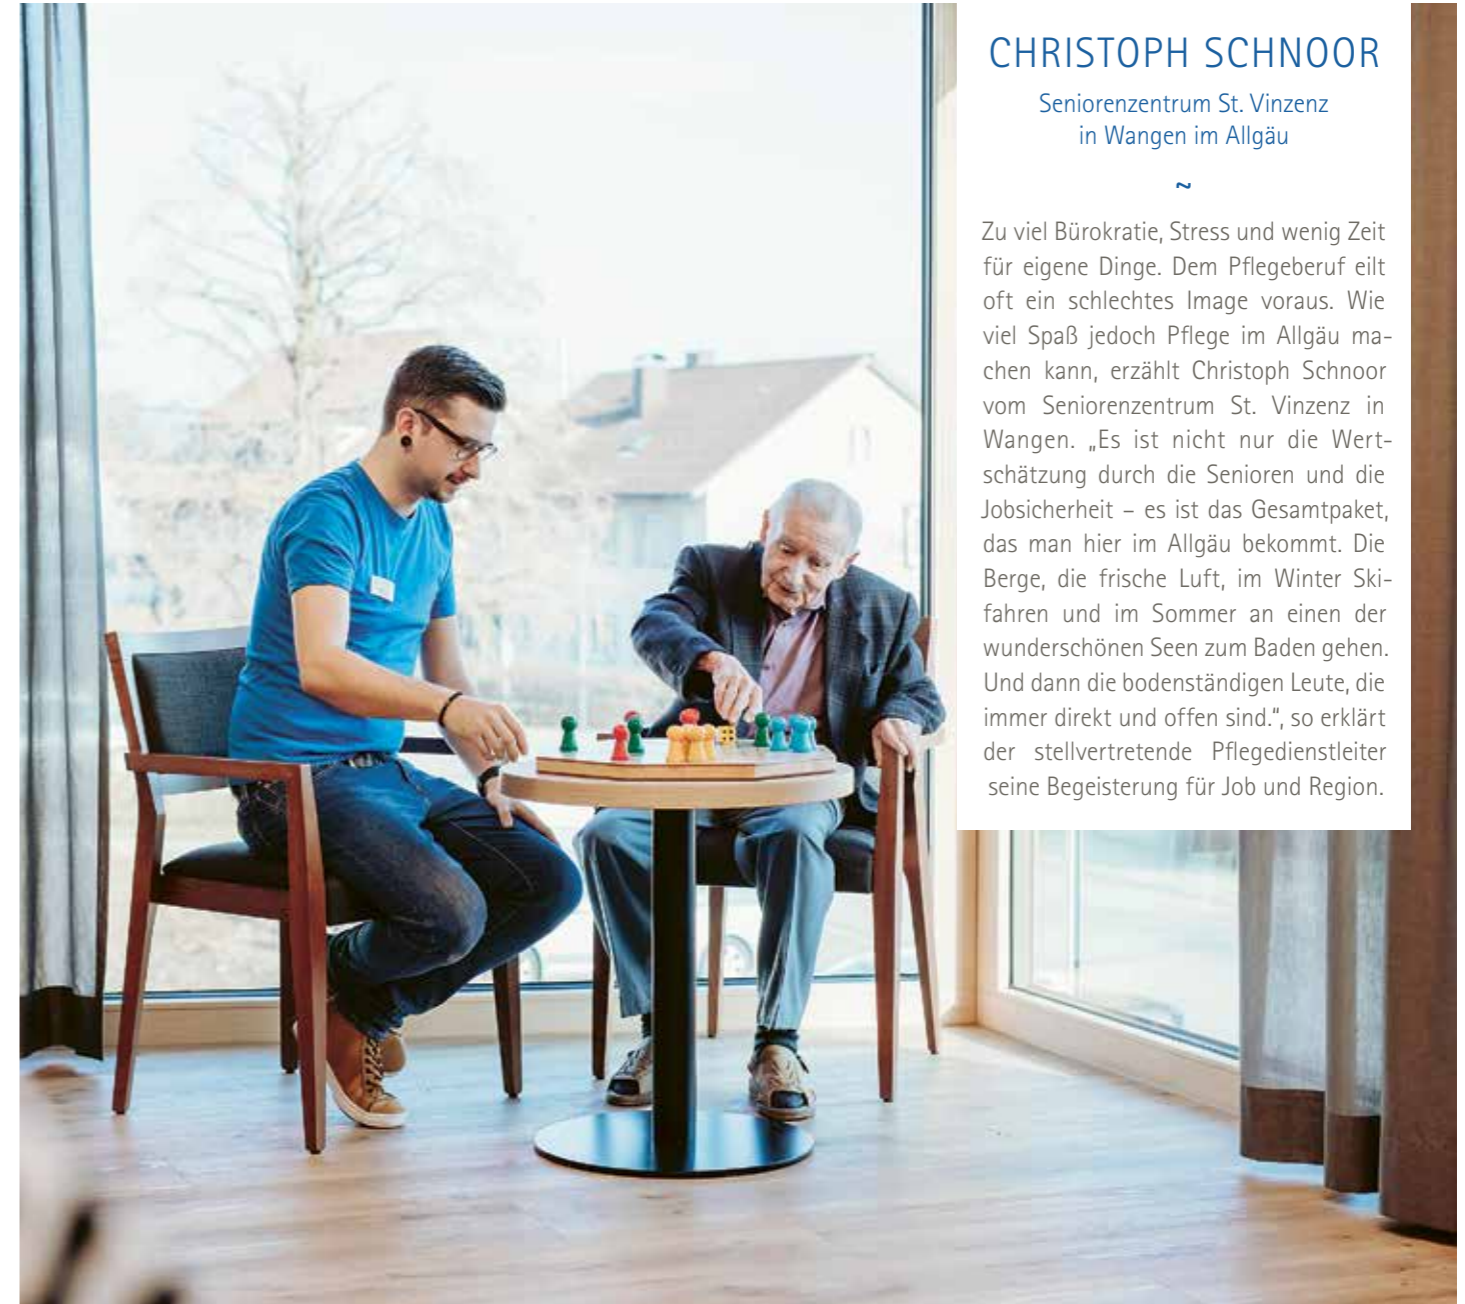 CHRISTOPH SCHNOOR
Seniorenzentrum St. Vinzenz
in Wangen im Allgäu
~
Zu viel Bürokratie, Stress und wenig Zeit
für eigene Dinge. Dem Pflegeberuf eilt
oft ein schlechtes Image voraus. Wie
viel Spaß jedoch Pflege im Allgäu ma-
chen kann, erzählt Christoph Schnoor
vom Seniorenzentrum St. Vinzenz in
Wangen. „Es ist nicht nur die Wert-
schätzung durch die Senioren und die
Jobsicherheit – es ist das Gesamtpaket,
das man hier im Allgäu bekommt. Die
Berge, die frische Luft, im Winter Ski-
fahren und im Sommer an einen der
wunderschönen Seen zum Baden gehen.
Und dann die bodenständigen Leute, die
immer direkt und offen sind.", so erklärt
der stellvertretende Pflegedienstleiter
seine Begeisterung für Job und Region.